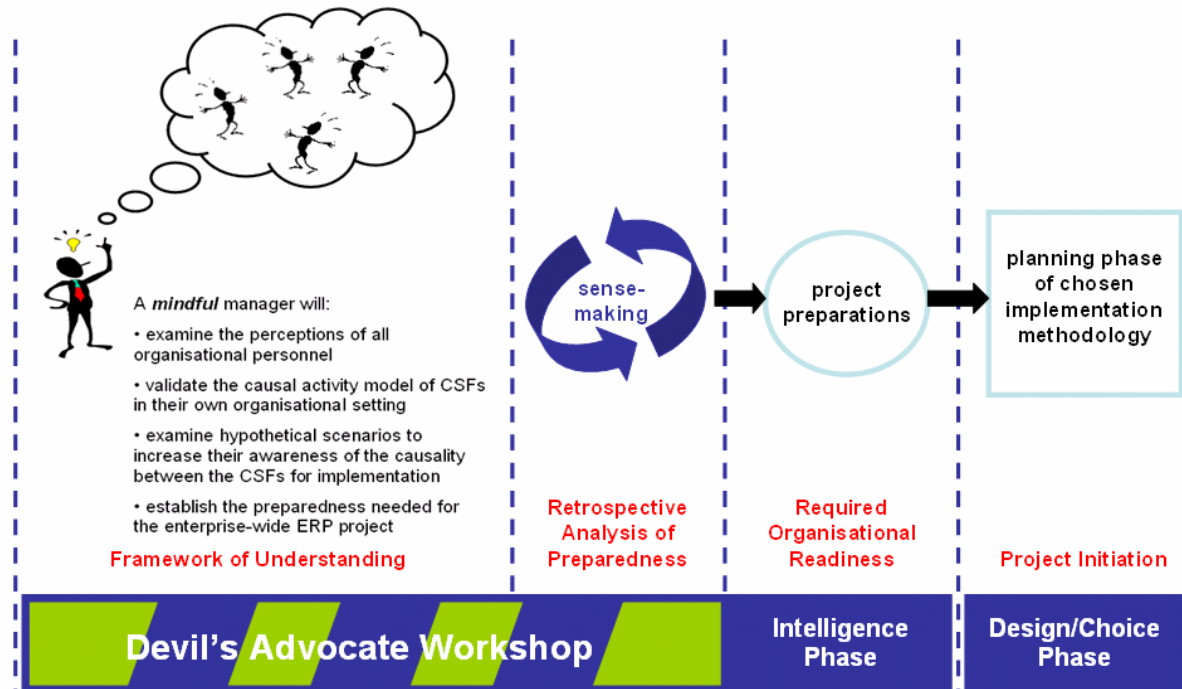 A mindful manager will:
• examine the perceptions of all
organisational personnel
• validate the causal activity model of CSFs
in their own organisational setting
• examine hypothetical scenarios to
increase their awareness of the causality
between the CSFs for implementation
• establish the preparedness needed for
the enterprise-wide ERP project
Framework of Understanding
sense-
making
Retrospective
Analysis of
Preparedness
project
preparations
Required
Organisational
Readiness
planning phase
of chosen
implementation
methodology
Project Initiation
Devil's Advocate Workshop
Intelligence
Phase
Design/Choice
Phase